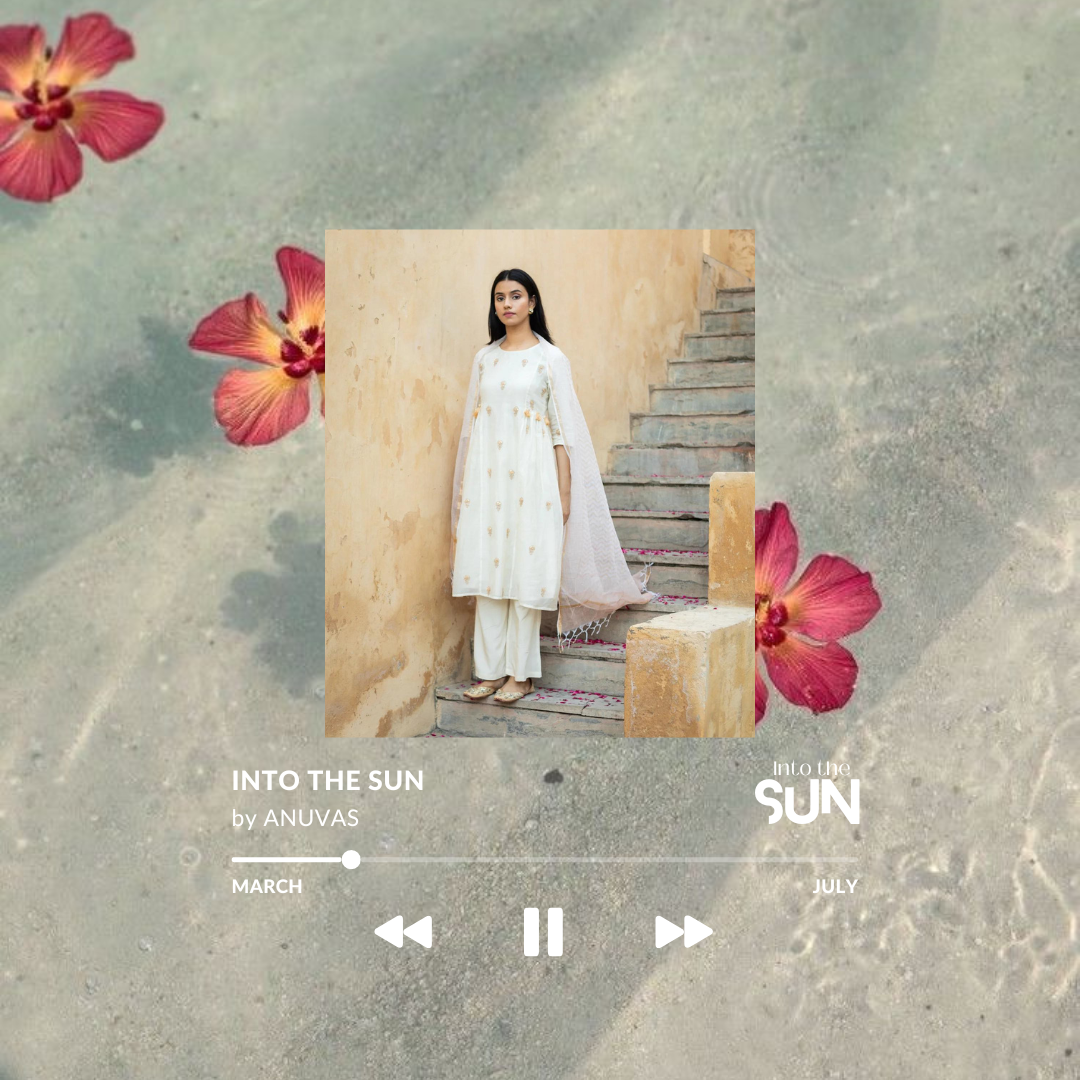 INTO THE SUN
by ANUVAS
Into the
SUN
MARCH
JULY